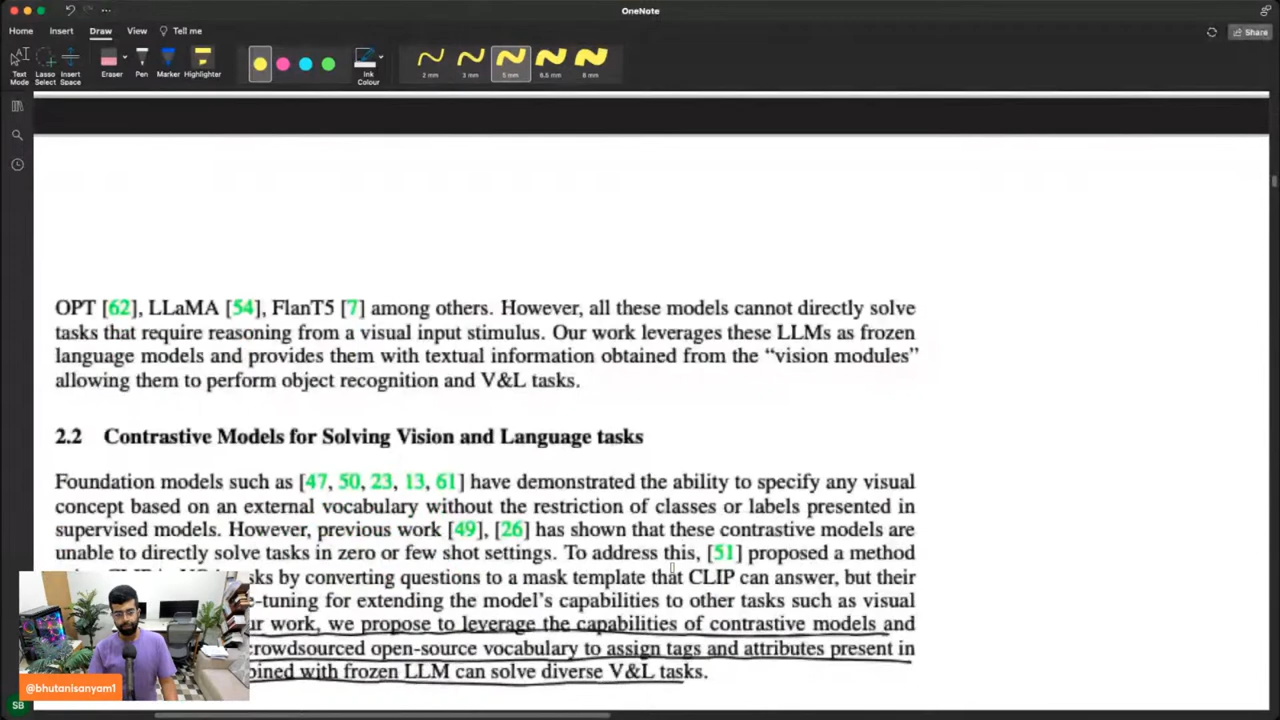 OneNote
Home Insert Draw View Tell me
Share
Text Mode
Lasso Select
Insert Space
Eraser
Pen
Marker
Highlighter
Ink Colour
2 mm
3 mm
5 mm
6.5 mm
8 mm
OPT [62], LLaMA [54], FlanT5 [7] among others. However, all these models cannot directly solve
tasks that require reasoning from a visual input stimulus. Our work leverages these LLMs as frozen
language models and provides them with textual information obtained from the “vision modules”
allowing them to perform object recognition and V&L tasks.
2.2 Contrastive Models for Solving Vision and Language tasks
Foundation models such as [47, 50, 23, 13, 61] have demonstrated the ability to specify any visual
concept based on an external vocabulary without the restriction of classes or labels presented in
supervised models. However, previous work [49], [26] has shown that these contrastive models are
unable to directly solve tasks in zero or few shot settings. To address this, [51] proposed a method
sks by converting questions to a mask template that CLIP can answer, but their
e-tuning for extending the model's capabilities to other tasks such as visual
ur work, we propose to leverage the capabilities of contrastive models and
crowdsourced open-source vocabulary to assign tags and attributes present in
bined with frozen LLM can solve diverse V&L tasks.
@bhutanisanyam1
SB